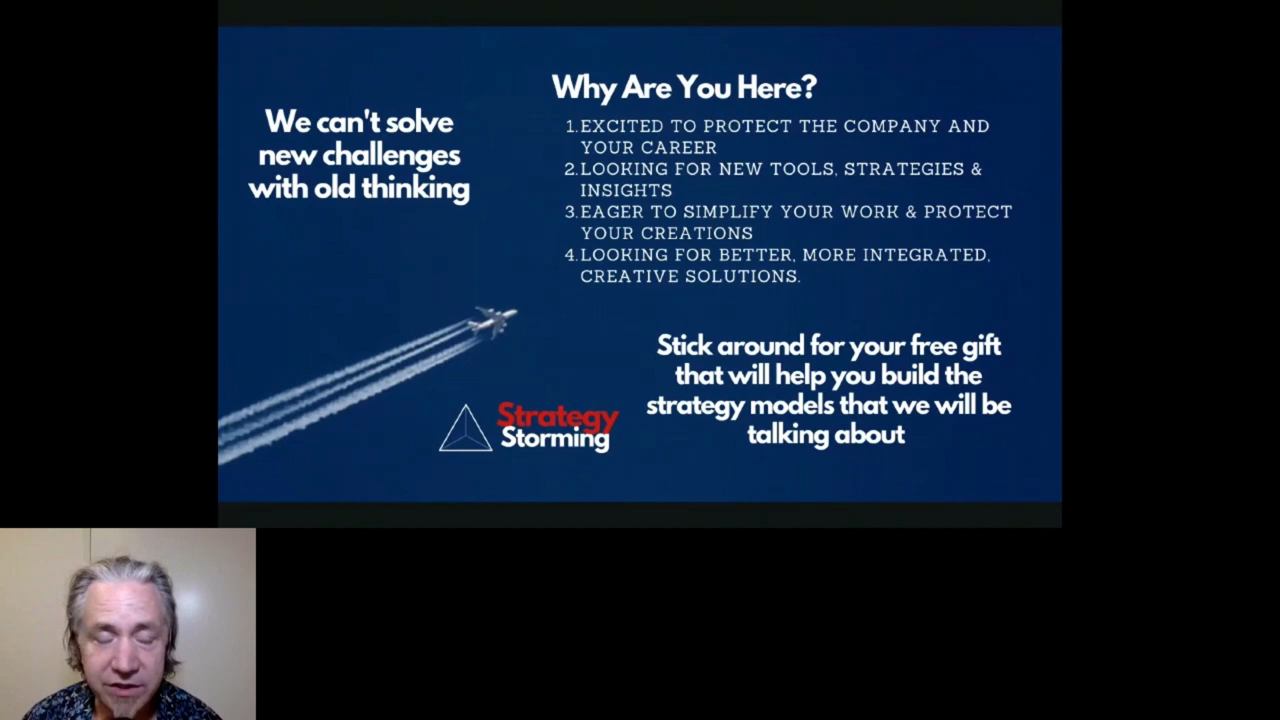 We can't solve
new challenges
with old thinking
Why Are You Here?
1. EXCITED TO PROTECT THE COMPANY AND
YOUR CAREER
2. LOOKING FOR NEW TOOLS, STRATEGIES &
INSIGHTS
3. EAGER TO SIMPLIFY YOUR WORK & PROTECT
YOUR CREATIONS
4. LOOKING FOR BETTER, MORE INTEGRATED,
CREATIVE SOLUTIONS.
Stick around for your free gift
that will help you build the
strategy models that we will be
talking about
Strategy
Storming